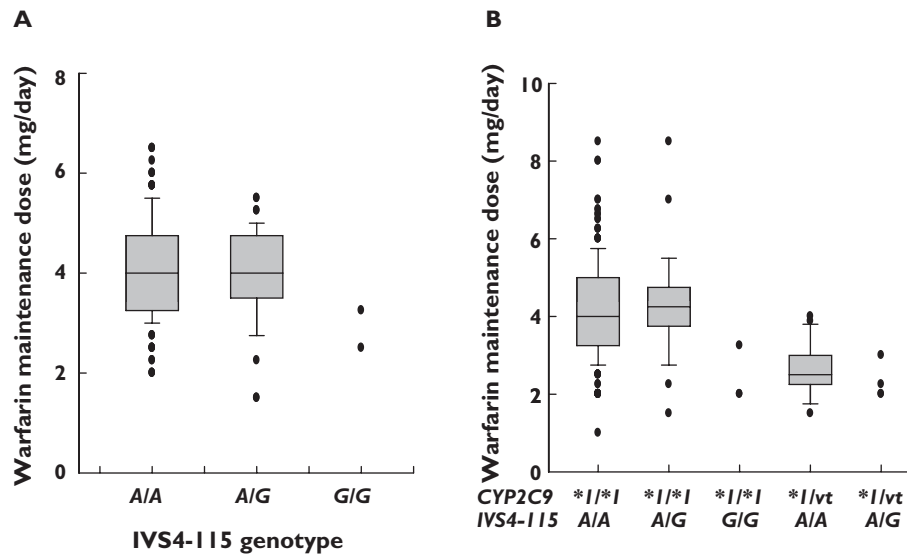 A
Warfarin maintenance dose (mg/day)
8
6
4
2
0
A/A A/G G/G
IVS4-115 genotype
B
Warfarin maintenance dose (mg/day)
10
8
6
4
2
0
CYP2C9 *1/*1 *1/*1 *1/*1 *1/vt *1/vt
IVS4-115 A/A A/G G/G A/A A/G